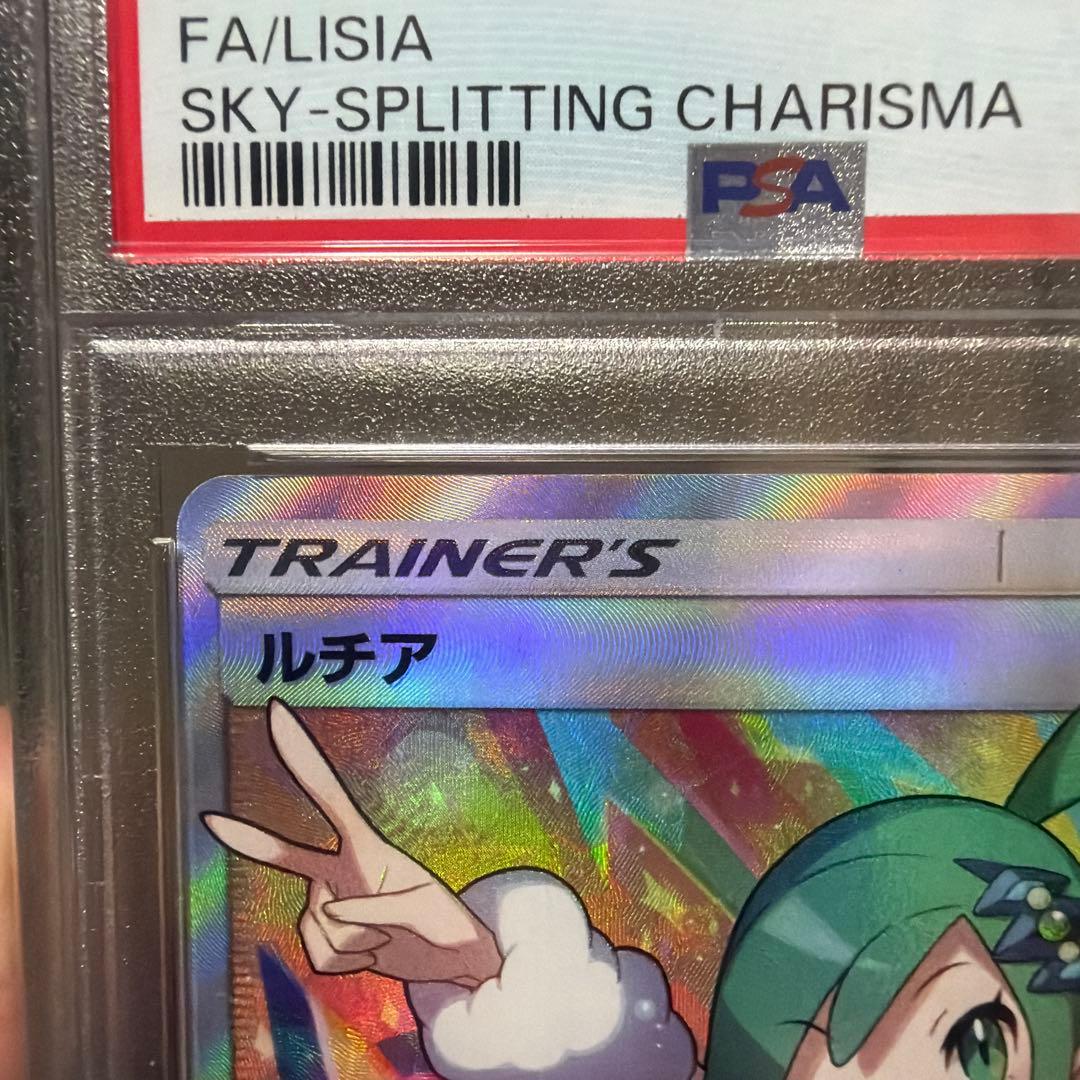 FA/LISIA
SKY-SPLITTING CHARISMA
PSA
TRAINER'S
ルチア